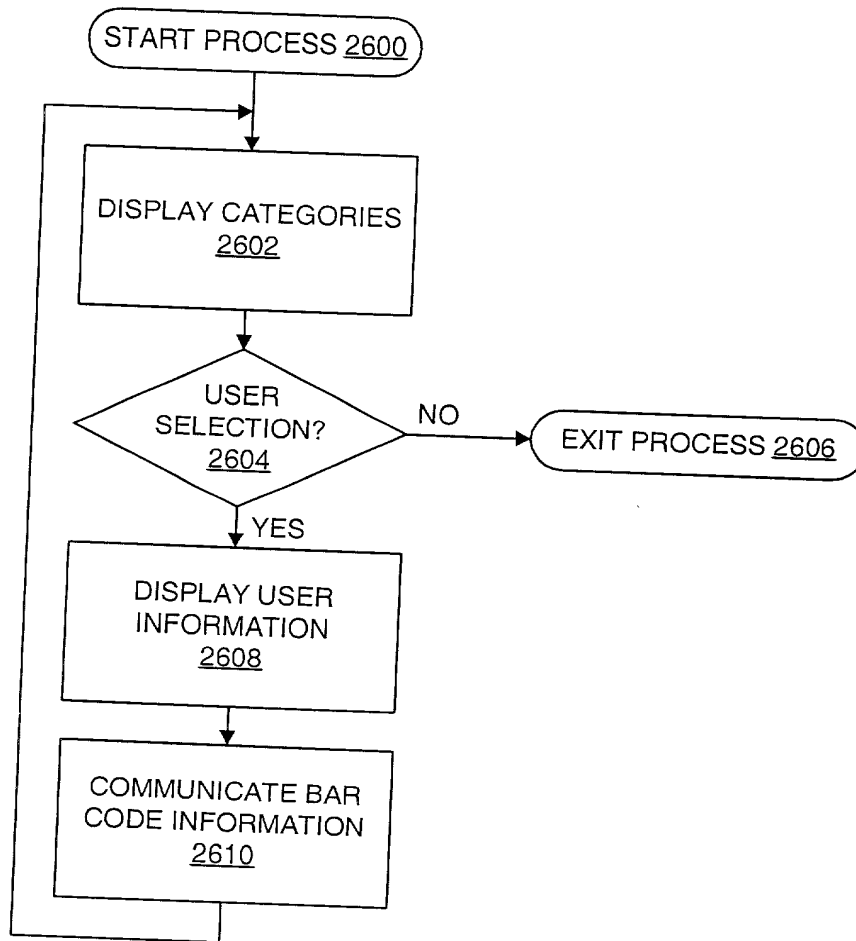 START PROCESS 2600
DISPLAY CATEGORIES
2602
USER
SELECTION?
2604
NO
EXIT PROCESS 2606
YES
DISPLAY USER
INFORMATION
2608
COMMUNICATE BAR
CODE INFORMATION
2610